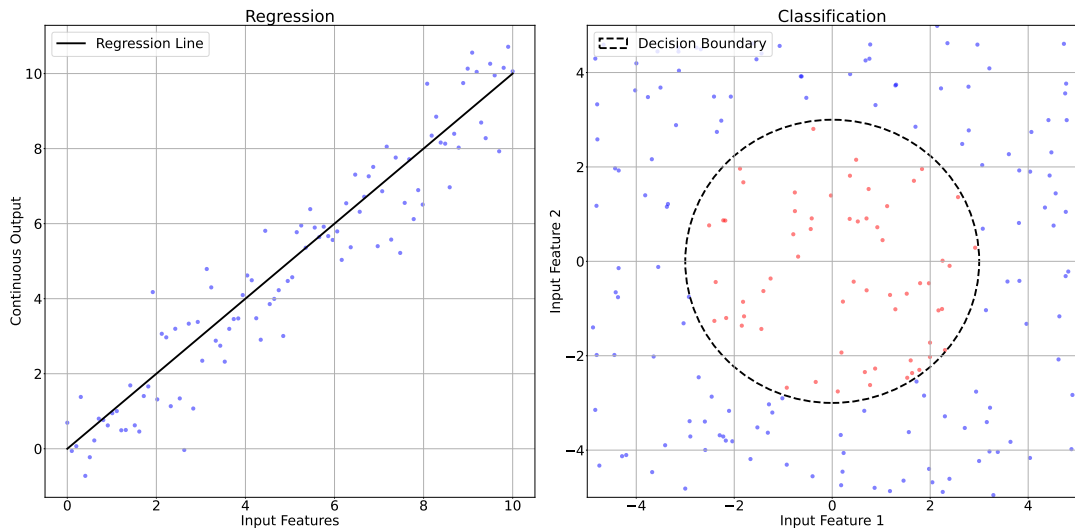 Regression
Regression Line
Continuous Output
10
8
6
4
2
0
0 2 4 6 8 10
Input Features
Classification
Decision Boundary
Input Feature 2
4
2
0
−2
−4
−4 −2 0 2 4
Input Feature 1